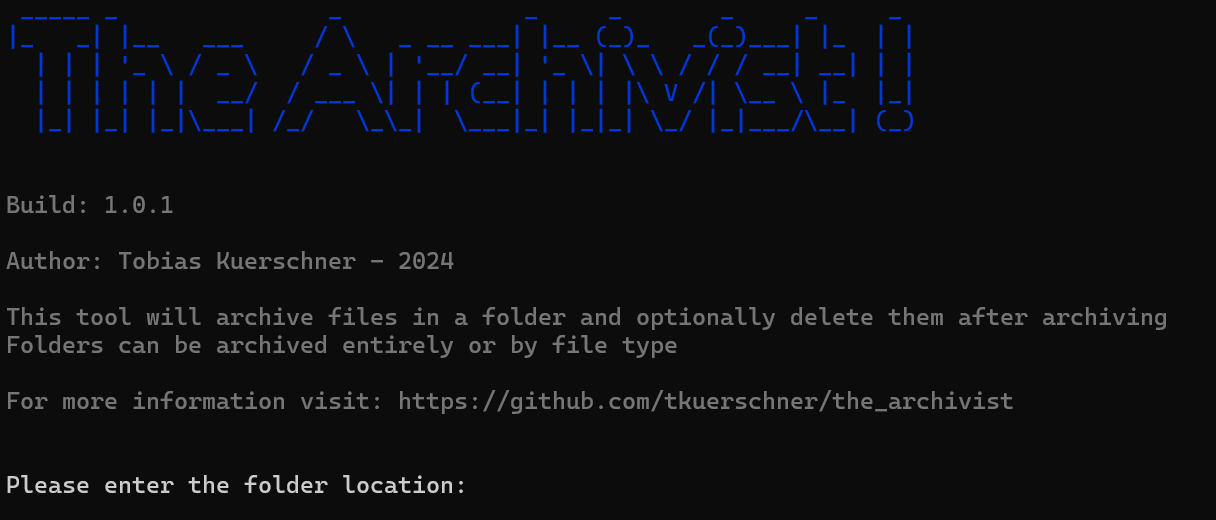 The Archivist!
Build: 1.0.1
Author: Tobias Kuerschner - 2024
This tool will archive files in a folder and optionally delete them after archiving
Folders can be archived entirely or by file type
For more information visit: https://github.com/tkuerschner/the_archivist
Please enter the folder location: